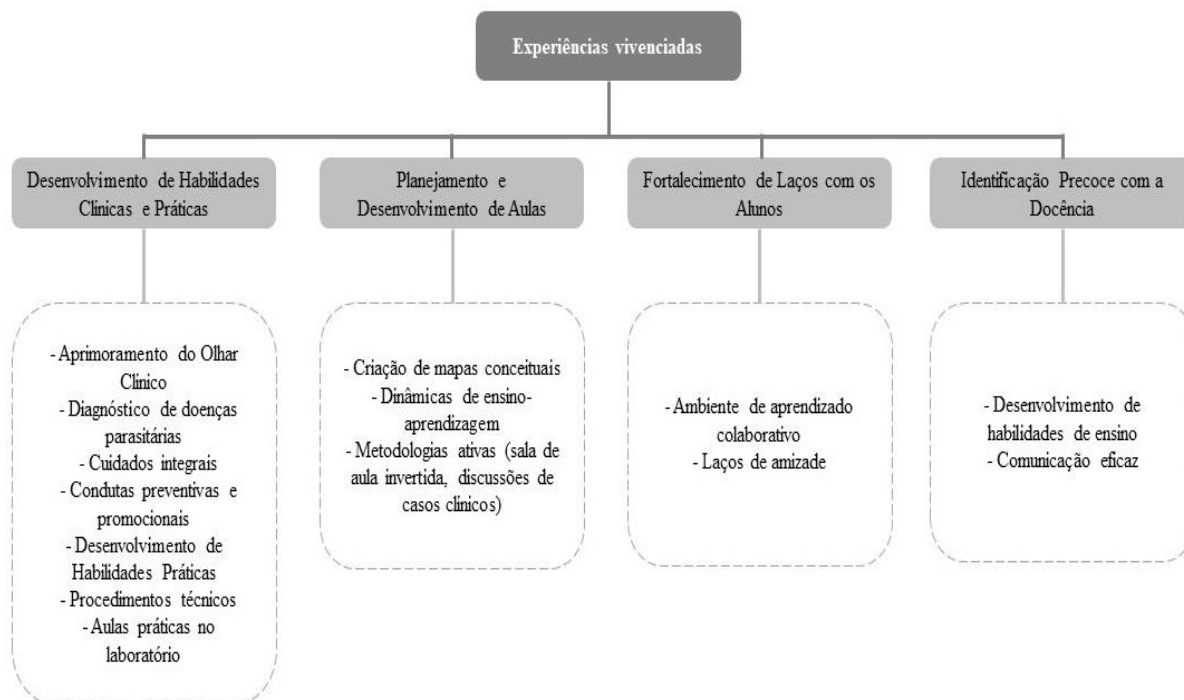 Experiências vivenciadas
Desenvolvimento de Habilidades
Clínicas e Práticas
Planejamento e
Desenvolvimento de Aulas
Fortalecimento de Laços com os
Alunos
Identificação Precoce com a
Docência
- Aprimoramento do Olhar
Clínico
- Diagnóstico de doenças
parasitárias
- Cuidados integrais
- Condutas preventivas e
promocionais
- Desenvolvimento de
Habilidades Práticas
- Procedimentos técnicos
- Aulas práticas no
laboratório
- Criação de mapas conceituais
- Dinâmicas de ensino-
aprendizagem
- Metodologias ativas (sala de
aula invertida, discussões de
casos clínicos)
- Ambiente de aprendizado
colaborativo
- Laços de amizade
- Desenvolvimento de
habilidades de ensino
- Comunicação eficaz